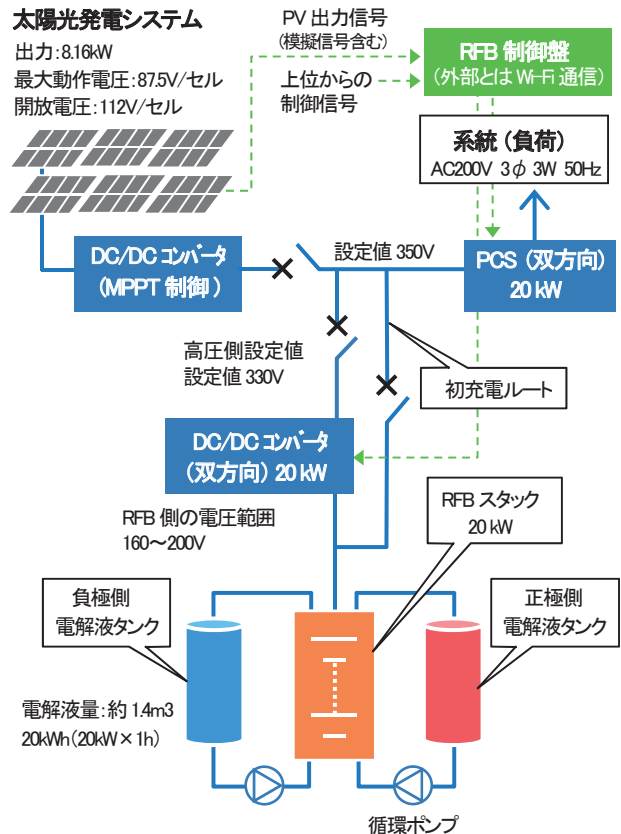 太陽光発電システム
出力：8.16kW
最大動作電圧：87.5V/セル
開放電圧：112V/セル
PV 出力信号
（模擬信号含む）
上位からの
制御信号
RFB 制御盤
（外部とは Wi-Fi 通信）
系統（負荷）
AC200V 3φ 3W 50Hz
DC/DC コンバータ
（MPPT 制御）
設定値 350V
PCS（双方向）
20 kW
高圧側設定値
設定値 330V
初充電ルート
DC/DC コンバータ
（双方向）20 kW
RFB 側の電圧範囲
160～200V
RFB スタック
20 kW
負極側
電解液タンク
正極側
電解液タンク
電解液量：約 1.4m3
20kWh（20kW×1h）
循環ポンプ